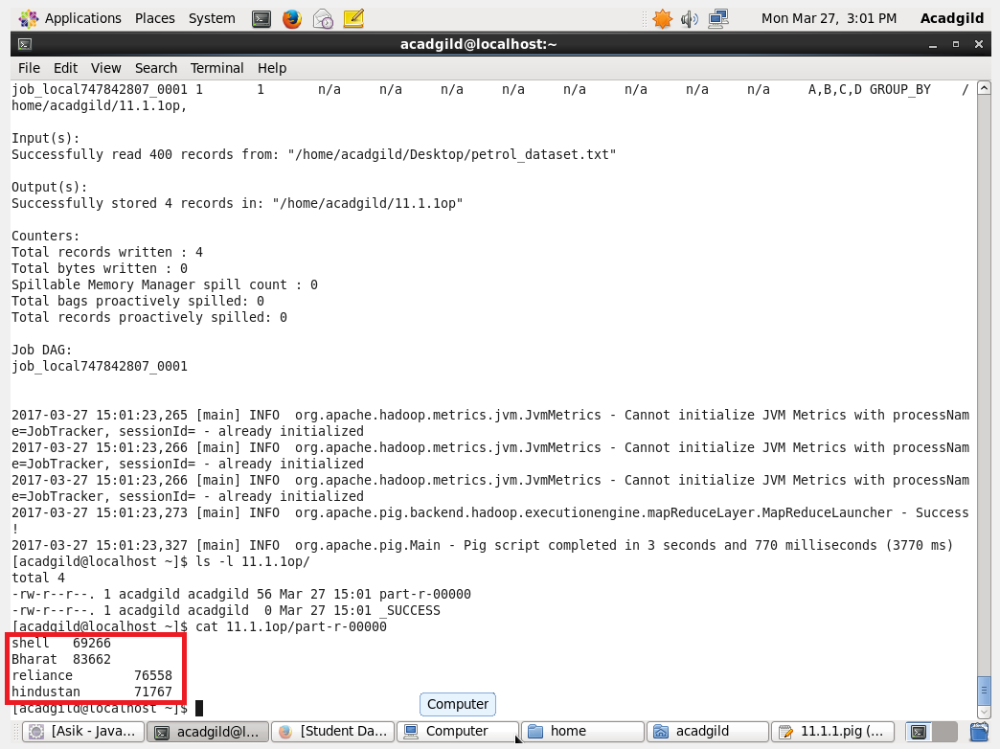 Applications Places System Mon Mar 27, 3:01 PM Acadgild
acadgild@localhost:~
File Edit View Search Terminal Help
job_local747842807_0001 1 1 n/a n/a n/a n/a n/a n/a n/a n/a A,B,C,D GROUP_BY /
home/acadgild/11.1.1op,
Input(s):
Successfully read 400 records from: "/home/acadgild/Desktop/petrol_dataset.txt"
Output(s):
Successfully stored 4 records in: "/home/acadgild/11.1.1op"
Counters:
Total records written : 4
Total bytes written : 0
Spillable Memory Manager spill count : 0
Total bags proactively spilled: 0
Total records proactively spilled: 0
Job DAG:
job_local747842807_0001
2017-03-27 15:01:23,265 [main] INFO  org.apache.hadoop.metrics.jvm.JvmMetrics - Cannot initialize JVM Metrics with processNam
e=JobTracker, sessionId= - already initialized
2017-03-27 15:01:23,266 [main] INFO  org.apache.hadoop.metrics.jvm.JvmMetrics - Cannot initialize JVM Metrics with processNam
e=JobTracker, sessionId= - already initialized
2017-03-27 15:01:23,266 [main] INFO  org.apache.hadoop.metrics.jvm.JvmMetrics - Cannot initialize JVM Metrics with processNam
e=JobTracker, sessionId= - already initialized
2017-03-27 15:01:23,273 [main] INFO  org.apache.pig.backend.hadoop.executionengine.mapReduceLayer.MapReduceLauncher - Success
!
2017-03-27 15:01:23,327 [main] INFO  org.apache.pig.Main - Pig script completed in 3 seconds and 770 milliseconds (3770 ms)
[acadgild@localhost ~]$ ls -l 11.1.1op/
total 4
-rw-r--r--. 1 acadgild acadgild 56 Mar 27 15:01 part-r-00000
-rw-r--r--. 1 acadgild acadgild  0 Mar 27 15:01 _SUCCESS
[acadgild@localhost ~]$ cat 11.1.1op/part-r-00000
shell 69266
Bharat 83662
reliance 76558
hindustan 71767
[acadgild@localhost ~]$
Computer
[Asik - Java... acadgild@l... [Student Da... Computer home acadgild 11.1.1.pig (...